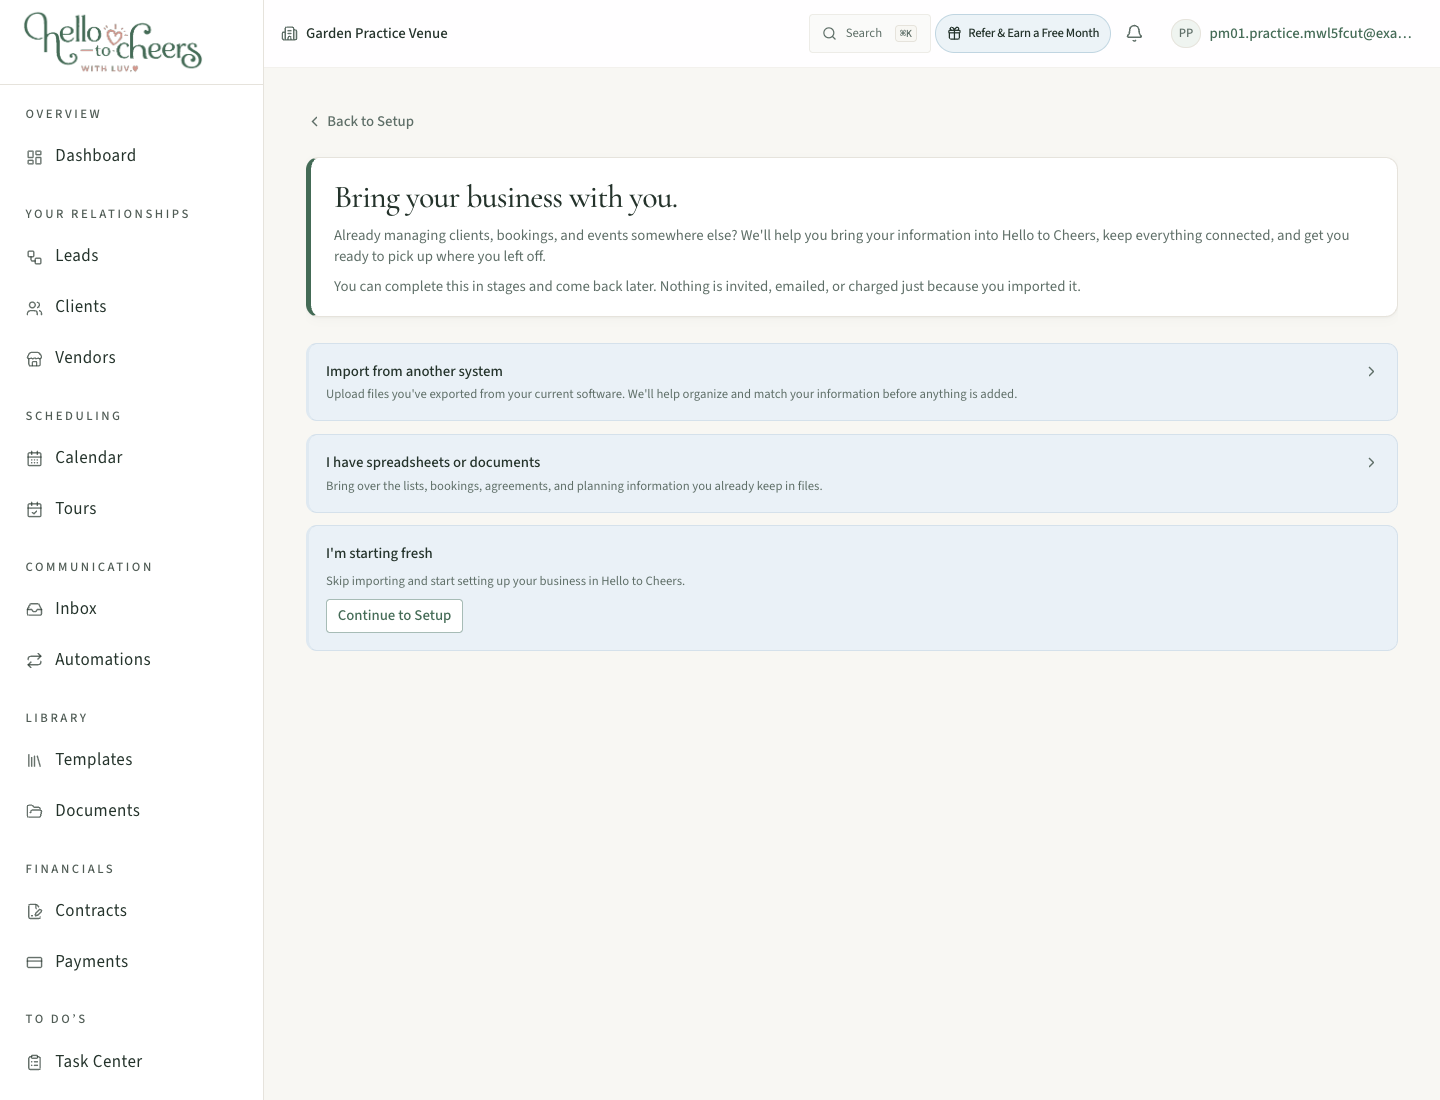 hello
to cheers
WITH LUV.
Garden Practice Venue
Search
⌘K
Refer & Earn a Free Month
PP
pm01.practice.mwl5fcut@exa...
OVERVIEW
Dashboard
YOUR RELATIONSHIPS
Leads
Clients
Vendors
SCHEDULING
Calendar
Tours
COMMUNICATION
Inbox
Automations
LIBRARY
Templates
Documents
FINANCIALS
Contracts
Payments
TO DO'S
Task Center
Back to Setup
Bring your business with you.
Already managing clients, bookings, and events somewhere else? We'll help you bring your information into Hello to Cheers, keep everything connected, and get you
ready to pick up where you left off.
You can complete this in stages and come back later. Nothing is invited, emailed, or charged just because you imported it.
Import from another system
Upload files you've exported from your current software. We'll help organize and match your information before anything is added.
I have spreadsheets or documents
Bring over the lists, bookings, agreements, and planning information you already keep in files.
I'm starting fresh
Skip importing and start setting up your business in Hello to Cheers.
Continue to Setup